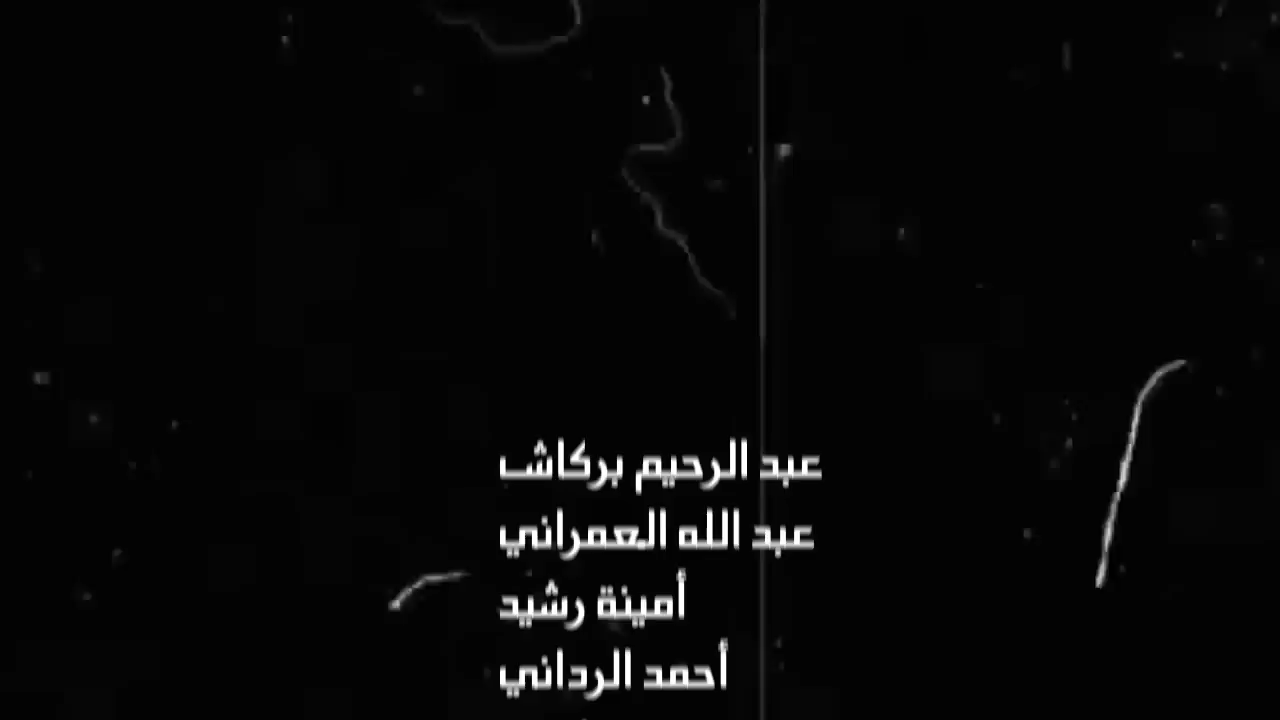 عبد الرحيم بركاش
عبد الله العمراني
أمينة رشيد
أحمد الرداني